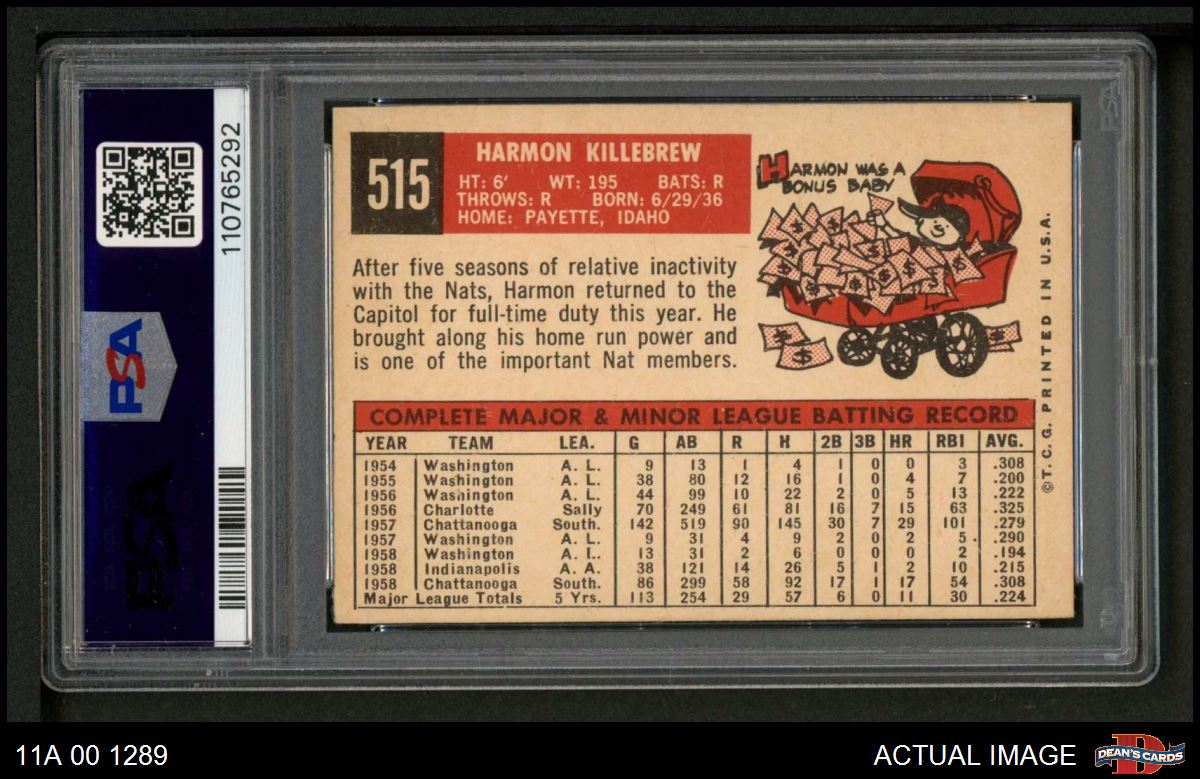 110765292
PSA
PSA
515
HARMON KILLEBREW
HT: 6' WT: 195 BATS: R
THROWS: R BORN: 6/29/36
HOME: PAYETTE, IDAHO
HARMON WAS A
BONUS BABY
After five seasons of relative inactivity
with the Nats, Harmon returned to the
Capitol for full-time duty this year. He
brought along his home run power and
is one of the important Nat members.
©T. C. G. PRINTED IN U.S.A.
COMPLETE MAJOR & MINOR LEAGUE BATTING RECORD
YEAR TEAM LEA. G AB R H 2B 3B HR RBI AVG.
1954 Washington A. L. 9 13 1 4 1 0 0 3 .308
1955 Washington A. L. 38 80 12 16 1 0 4 7 .200
1956 Washington A. L. 44 99 10 22 2 0 5 13 .222
1956 Charlotte Sally 70 249 61 81 16 7 15 63 .325
1957 Chattanooga South. 142 519 90 145 30 7 29 101 .279
1957 Washington A. L. 9 31 4 9 2 0 2 5 .290
1958 Washington A. L. 13 31 2 6 0 0 0 2 .194
1958 Indianapolis A. A. 38 121 14 26 5 1 2 10 .215
1958 Chattanooga South. 86 299 58 92 17 1 17 54 .308
Major League Totals 5 Yrs. 113 254 29 57 6 0 11 30 .224
11A 00 1289
ACTUAL IMAGE
DEAN'S CARDS